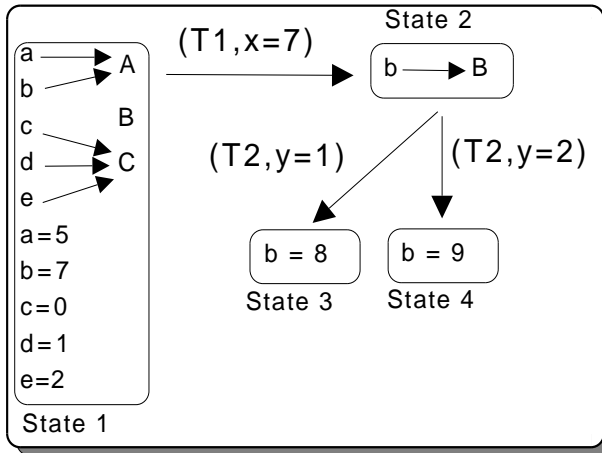 State 2
a
A
b
B
c
d
C
e
a=5
b=7
c=0
d=1
e=2
State 1
(T1,x=7)
b
B
(T2,y=1)
(T2,y=2)
b = 8
b = 9
State 3
State 4